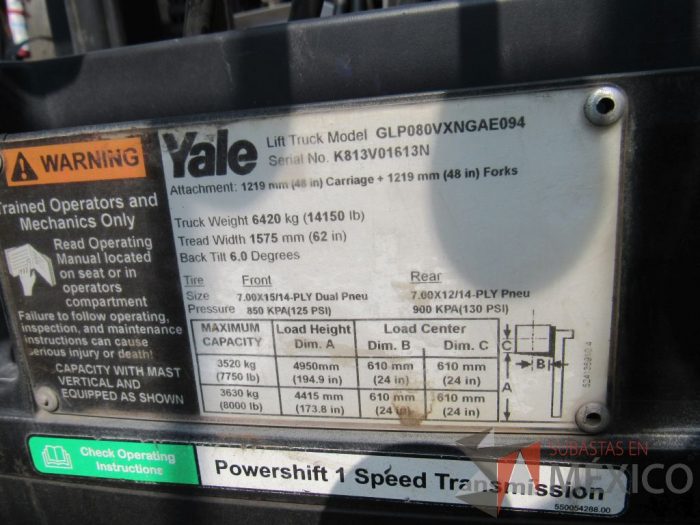 WARNING
Trained Operators and
Mechanics Only
Read Operating
Manual located
on seat or in
operators
compartment
Failure to follow operating,
inspection, and maintenance
instructions can cause
serious injury or death!
CAPACITY WITH MAST
VERTICAL AND
EQUIPPED AS SHOWN
Yale
Lift Truck Model GLP080VXNGAE094
Serial No. K813V01613N
Attachment: 1219 mm (48 in) Carriage + 1219 mm (48 in) Forks
Truck Weight 6420 kg (14150 lb)
Tread Width 1575 mm (62 in)
Back Tilt 6.0 Degrees
Tire Front Rear
Size 7.00X15/14-PLY Dual Pneu 7.00X12/14-PLY Pneu
Pressure 850 KPA(125 PSI) 900 KPA(130 PSI)
MAXIMUM CAPACITY Load Height Dim. A Load Center Dim. B Dim. C
3520 kg 4950mm 610 mm 610 mm
(7750 lb) (194.9 in) (24 in) (24 in)
3630 kg 4415 mm 610 mm 610 mm
(8000 lb) (173.8 in) (24 in) (24 in)
C
B
A
Check Operating
Instructions
Powershift 1 Speed Transmission
550054288.00
SUBASTAS EN
MÉXICO